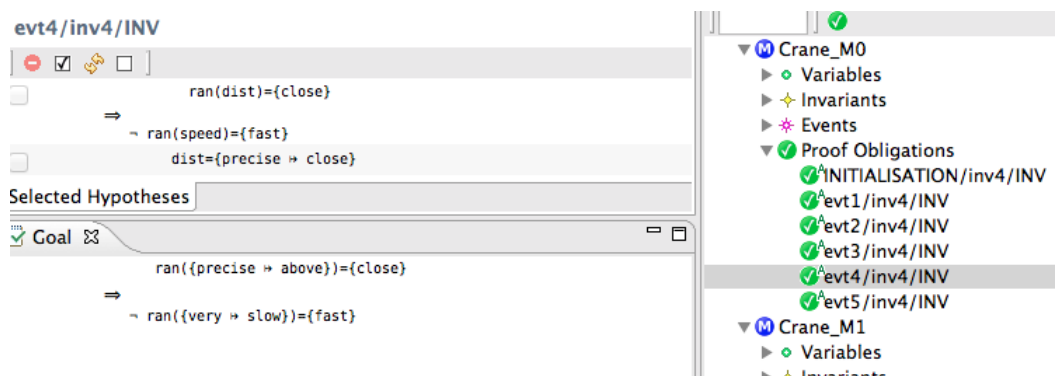 evt4/inv4/INV
ran(dist)={close}
⇒
¬ ran(speed)={fast}
dist={precise ↦ close}
Selected Hypotheses
Goal
ran({precise ↦ above})={close}
⇒
¬ ran({very ↦ slow})={fast}
M Crane_M0
Variables
Invariants
Events
Proof Obligations
A INITIALISATION/inv4/INV
A evt1/inv4/INV
A evt2/inv4/INV
A evt3/inv4/INV
A evt4/inv4/INV
A evt5/inv4/INV
M Crane_M1
Variables